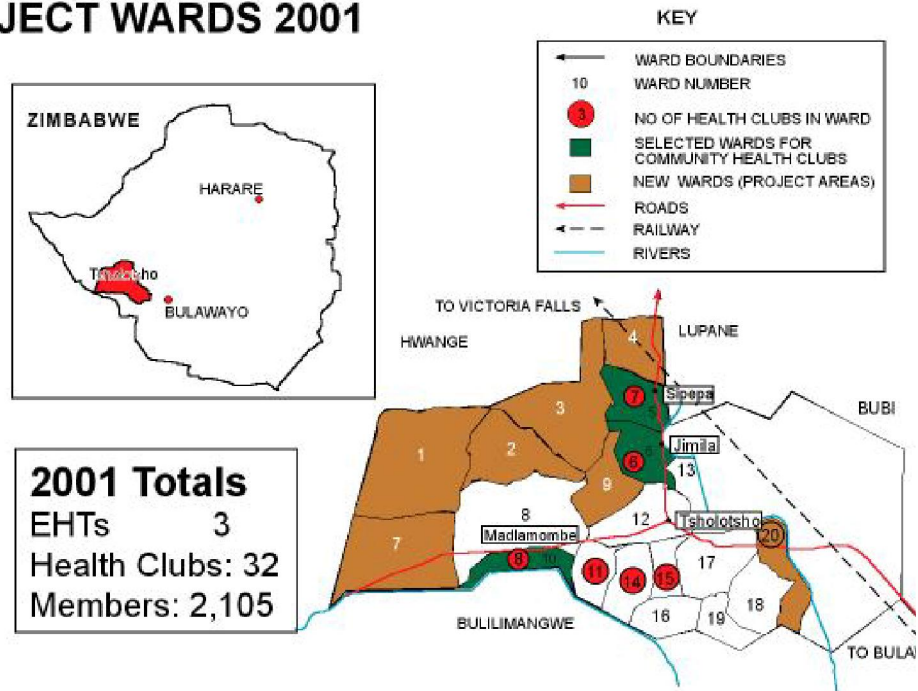 JECT WARDS 2001
KEY
WARD BOUNDARIES
10 WARD NUMBER
3 NO OF HEALTH CLUBS IN WARD
SELECTED WARDS FOR
COMMUNITY HEALTH CLUBS
NEW WARDS (PROJECT AREAS)
ROADS
RAILWAY
RIVERS
ZIMBABWE
HARARE
Tsholotsho
BULAWAYO
TO VICTORIA FALLS
LUPANE
HWANGE
4
7
Sipepa
5
3
BUBI
1
2
Jimila
6
6
13
9
8
12
Tsholotsho
Madlamombe
20
7
8
10
11
14
15
17
16
19
18
BULILIMANGWE
TO BULA
2001 Totals
EHTs 3
Health Clubs: 32
Members: 2,105